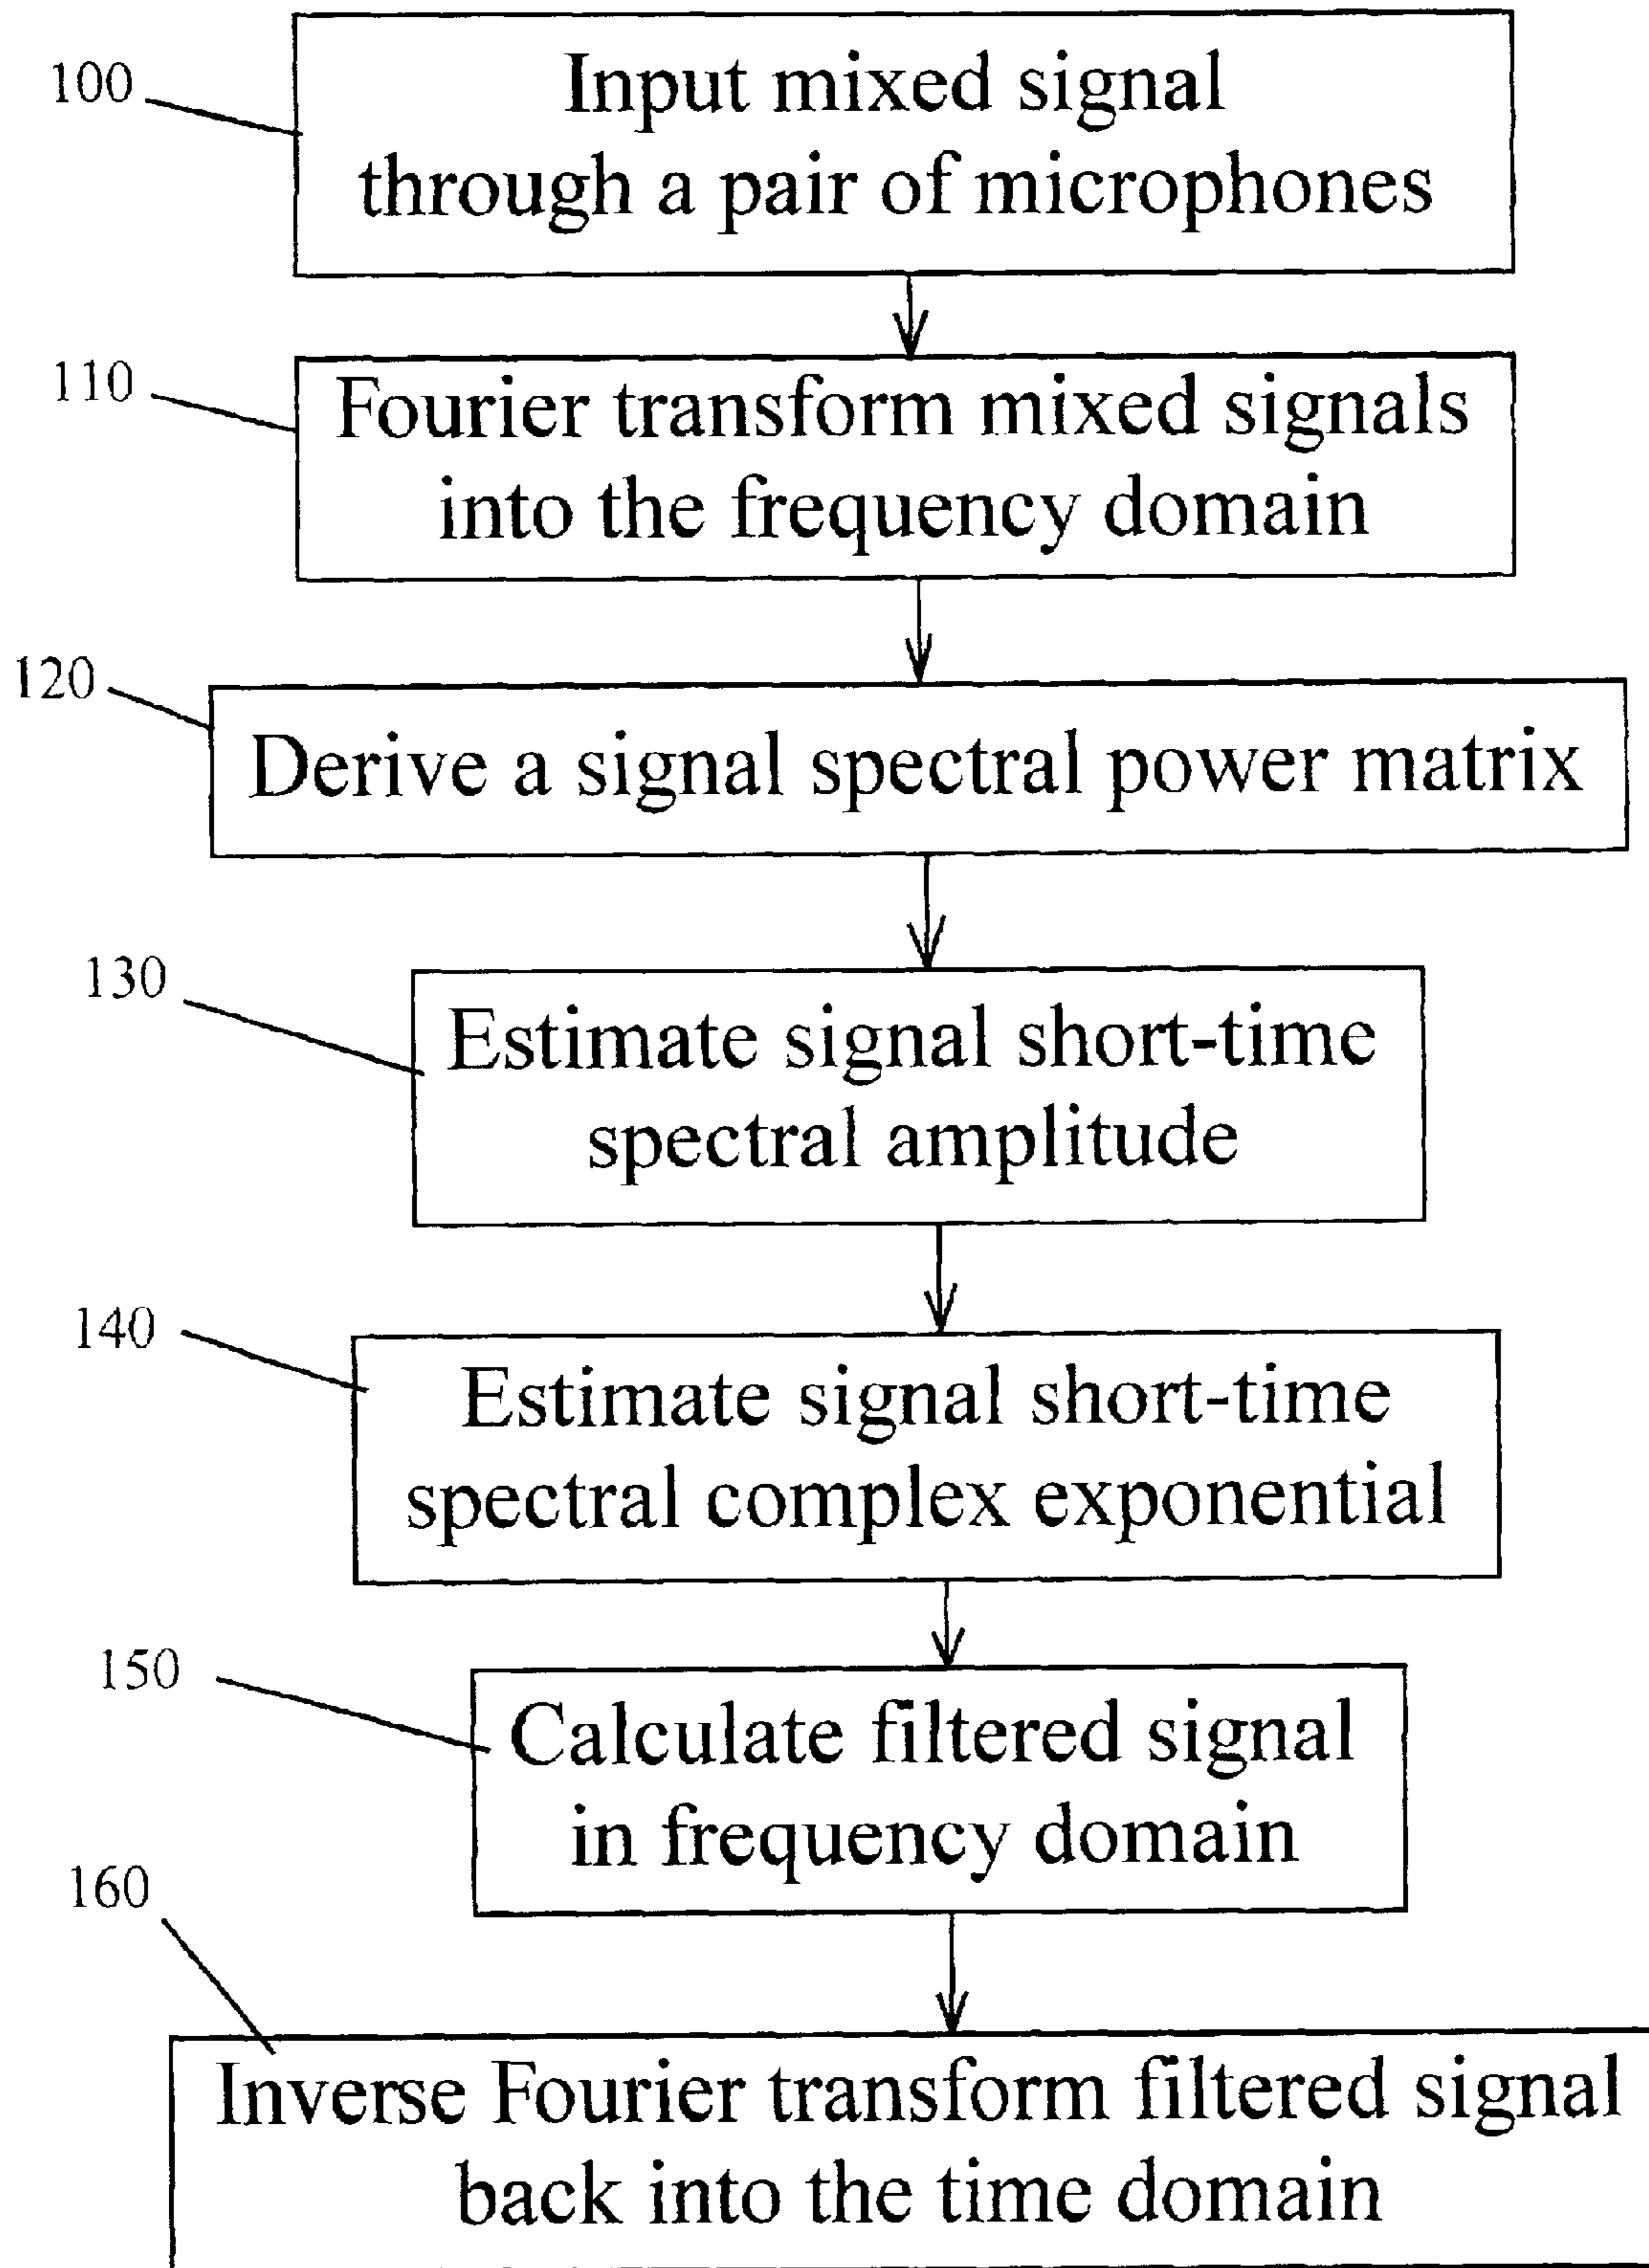 100
Input mixed signal
through a pair of microphones
110
Fourier transform mixed signals
into the frequency domain
120
Derive a signal spectral power matrix
130
Estimate signal short-time
spectral amplitude
140
Estimate signal short-time
spectral complex exponential
150
Calculate filtered signal
in frequency domain
160
Inverse Fourier transform filtered signal
back into the time domain